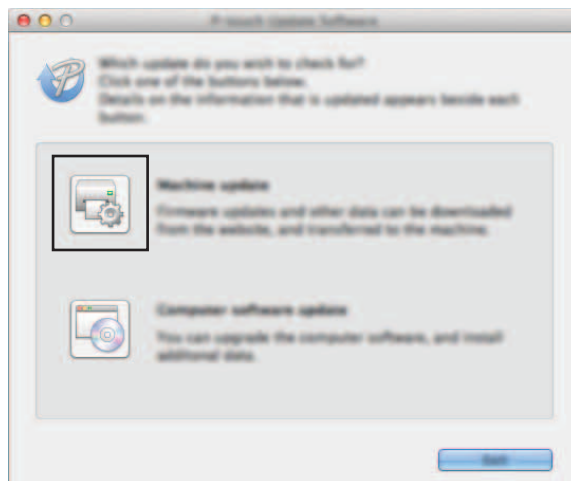 P-touch Update Software
Which update do you wish to check for?
Click one of the buttons below.
Details on the information that is updated appears beside each
button.
Machine update
Firmware updates and other data can be downloaded
from the website, and transferred to the machine.
Computer software update
You can upgrade the computer software, and install
additional data.
Exit